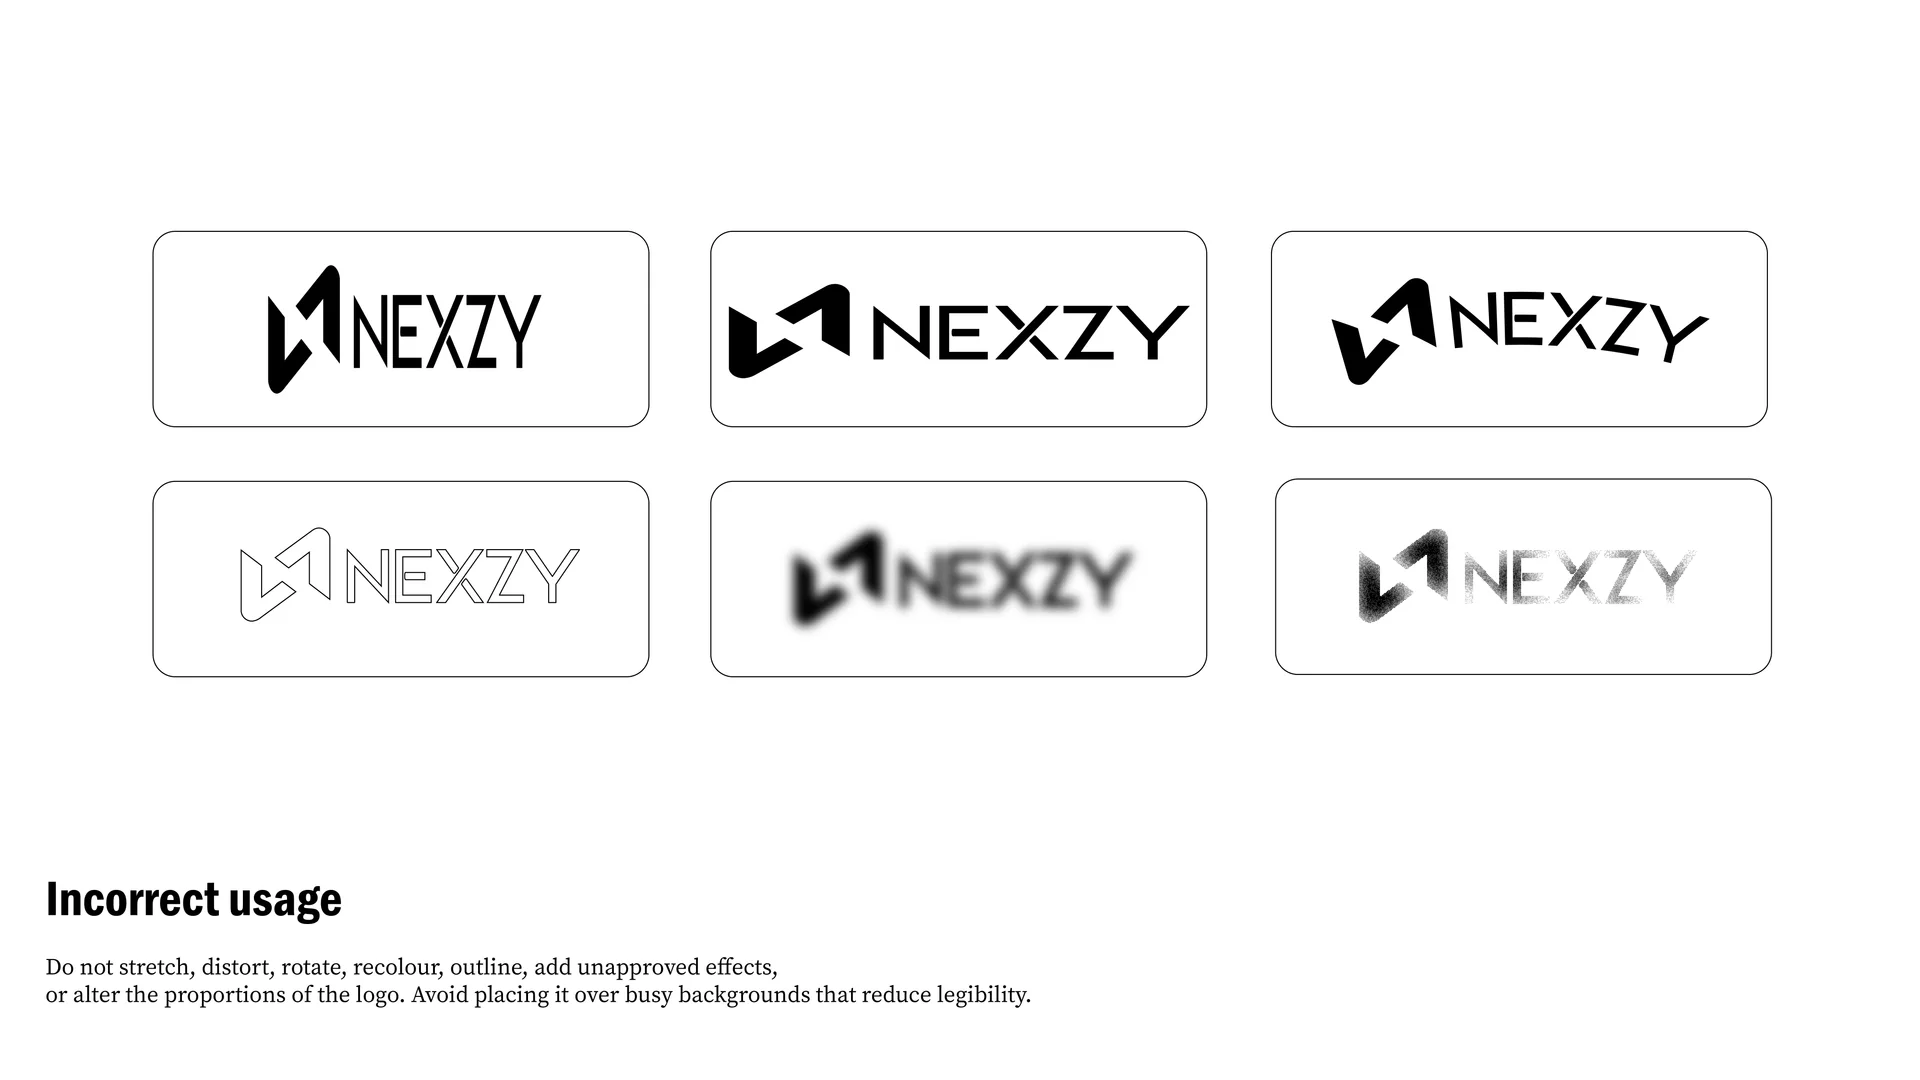 NEXZY
NEXZY
NEXZY
NEXZY
NEXZY
NEXZY
Incorrect usage
Do not stretch, distort, rotate, recolour, outline, add unapproved effects,
or alter the proportions of the logo. Avoid placing it over busy backgrounds that reduce legibility.